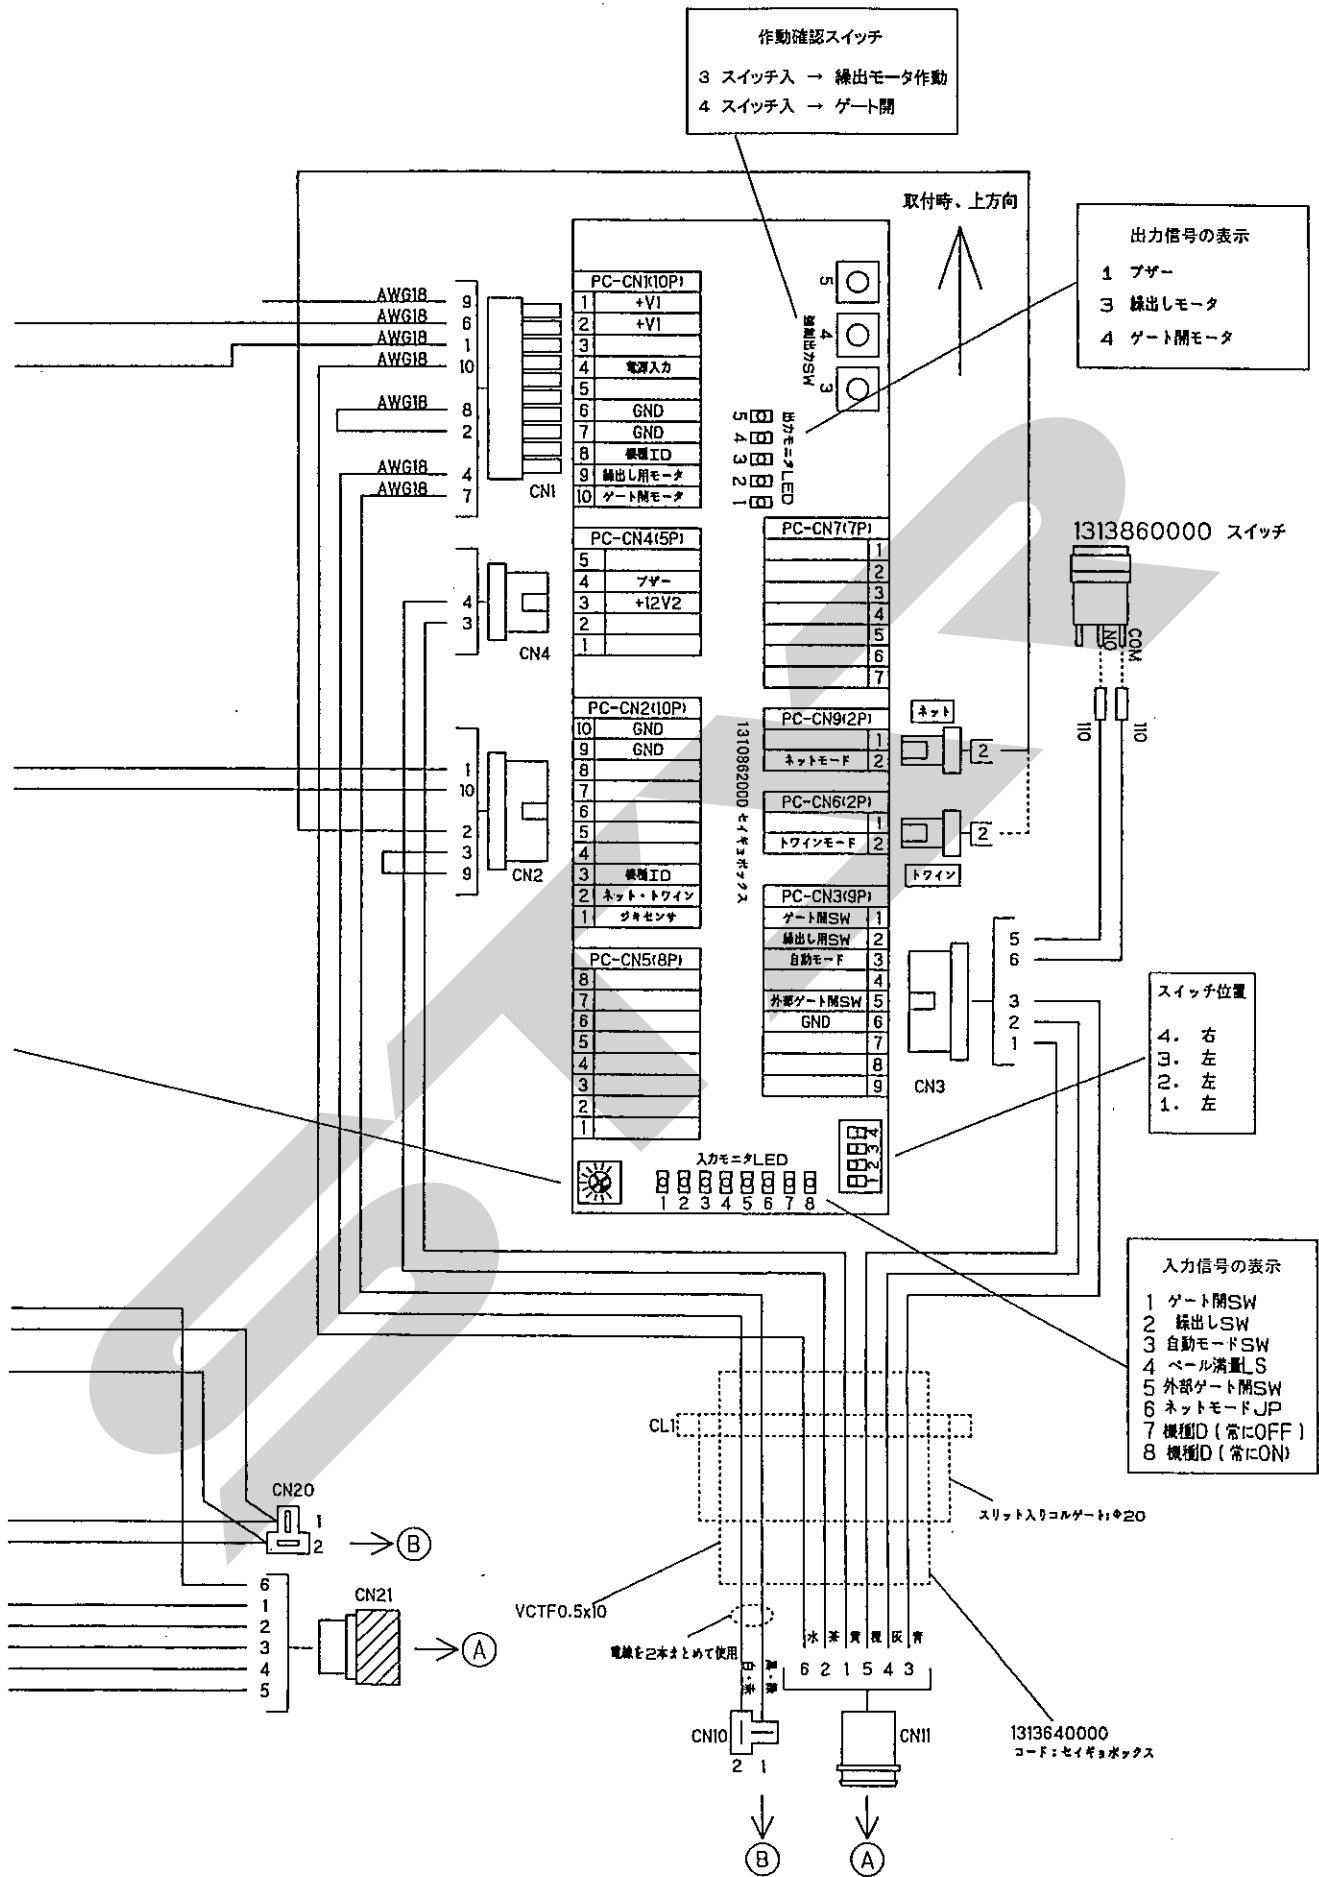 作動確認スイッチ
3 スイッチ入 → 繰出モータ作動
4 スイッチ入 → ゲート開
取付時、上方向
出力信号の表示
1 ブザー
3 繰出しモータ
4 ゲート開モータ
AWG18 9
AWG18 6
AWG18 1
AWG18 10
AWG18 8
2
AWG18 4
AWG18 7
CN1
PC-CN1(10P)
1 +V1
2 +V1
3
4 電源入力
5
6 GND
7 GND
8 機種ID
9 繰出し用モータ
10 ゲート開モータ
5
4
3
強制出力SW
5 4 3 2 1
出力モニタLED
4
3
CN4
PC-CN4(5P)
5
4 ブザー
3 +12V2
2
1
PC-CN7(7P)
1
2
3
4
5
6
7
1313860000 スイッチ
NO
COM
110
110
1
10
2
3
9
CN2
PC-CN2(10P)
10 GND
9 GND
8
7
6
5
4
3 機種ID
2 ネット・トワイン
1 ジキセンサ
1310862000 セイギョボックス
PC-CN9(2P)
1
ネットモード 2
ネット
2
PC-CN6(2P)
1
トワインモード 2
トワイン
2
PC-CN3(9P)
ゲート開SW 1
繰出し用SW 2
自動モード 3
4
外部ゲート開SW 5
GND 6
7
8
9
CN3
5
6
3
2
1
PC-CN5(8P)
8
7
6
5
4
3
2
1
スイッチ位置
4. 右
3. 左
2. 左
1. 左
1 2 3 4
入力モニタLED
1 2 3 4 5 6 7 8
入力信号の表示
1 ゲート開SW
2 繰出しSW
3 自動モードSW
4 ベール満量LS
5 外部ゲート開SW
6 ネットモードJP
7 機種ID(常にOFF)
8 機種ID(常にON)
CL1
スリット入りコルゲート:Φ20
CN20
1
2
B
6
1
2
3
4
5
CN21
A
VCTF0.5x10
電線を2本まとめて使用
白・赤
水 茶 黄 橙 灰 青
6 2 1 5 4 3
CN10
2 1
CN11
1313640000
コード:セイギョボックス
B
A